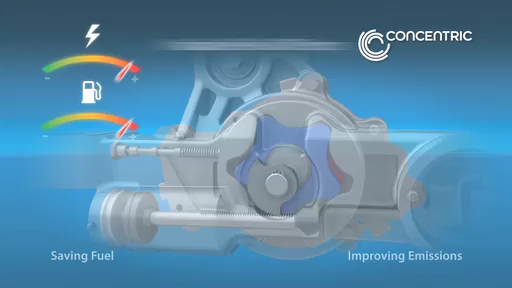 CONCENTRIC
- +
-
Saving Fuel
Improving Emissions